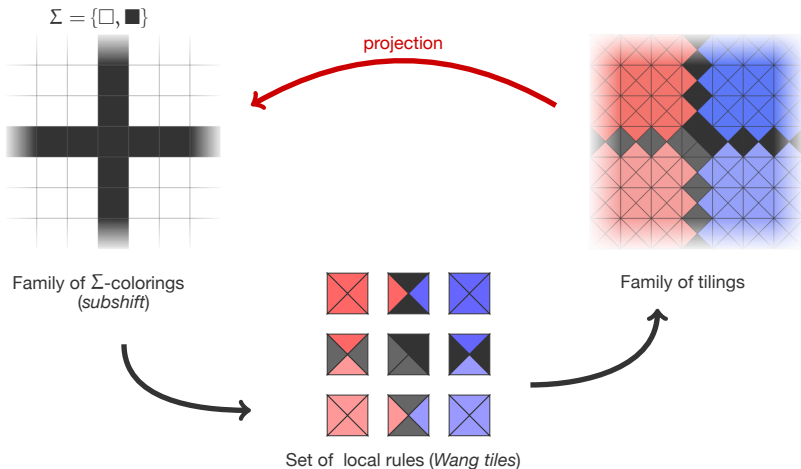 Σ = {□, ■}
projection
Family of Σ-colorings
(subshift)
Family of tilings
Set of local rules (Wang tiles)